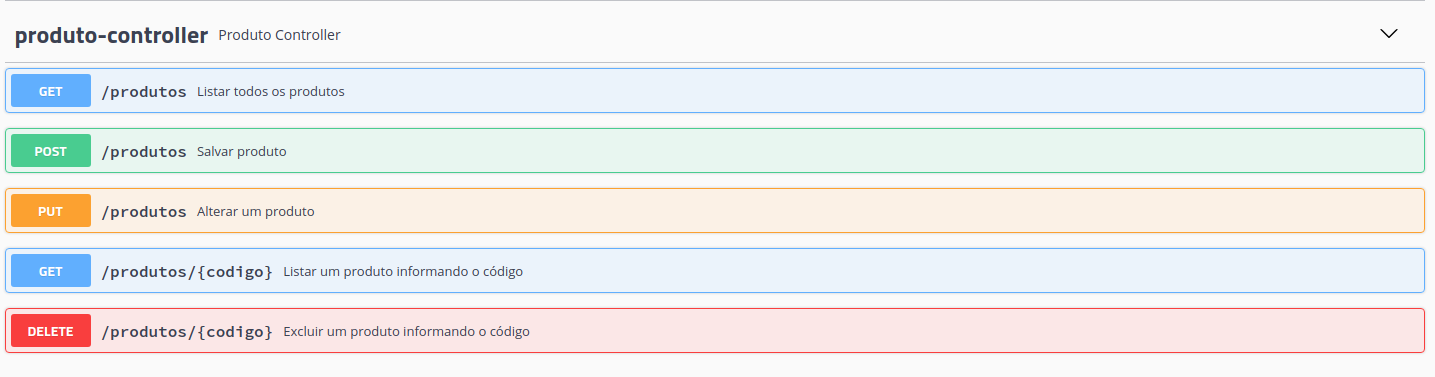 produto-controller Produto Controller
GET /produtos Listar todos os produtos
POST /produtos Salvar produto
PUT /produtos Alterar um produto
GET /produtos/{codigo} Listar um produto informando o código
DELETE /produtos/{codigo} Excluir um produto informando o código